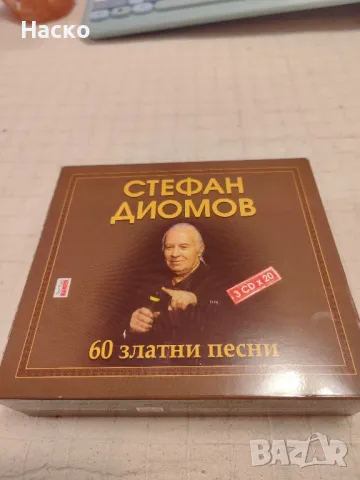 Наско
СТЕФАН
ДИОМОВ
3 CD x 20
60 златни песни
BAZAR